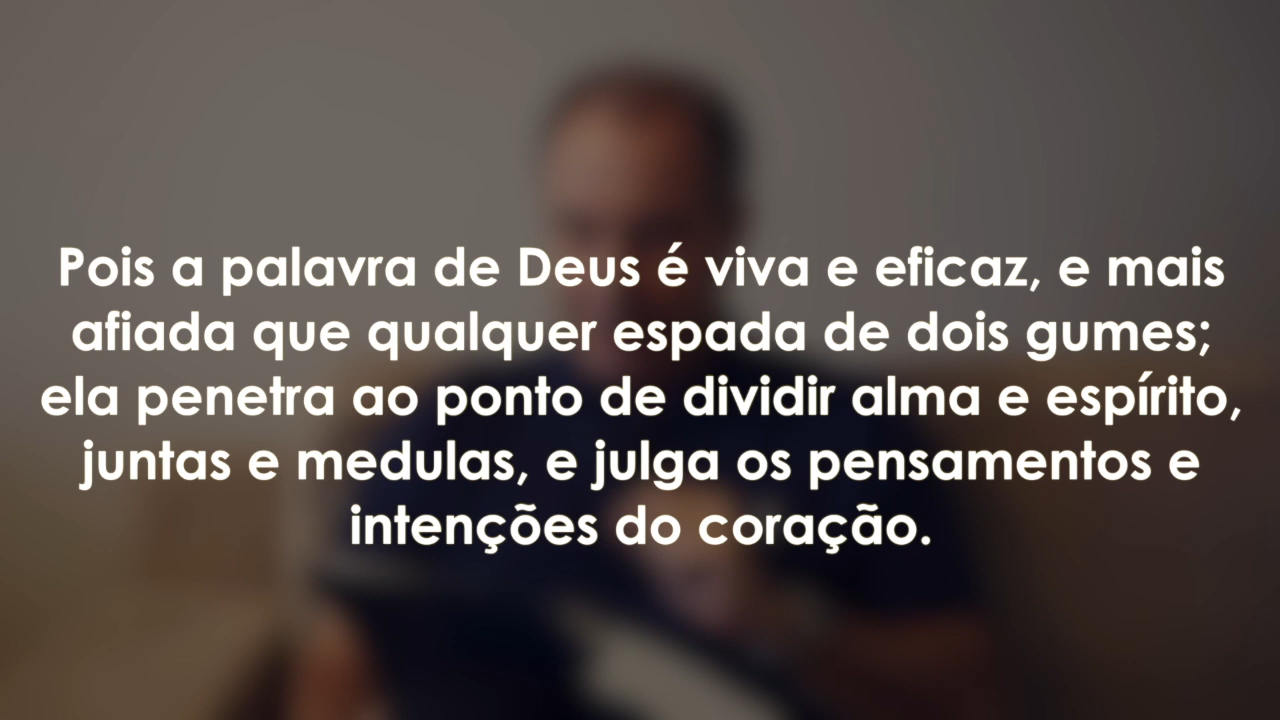 Pois a palavra de Deus é viva e eficaz, e mais
afiada que qualquer espada de dois gumes;
ela penetra ao ponto de dividir alma e espírito,
juntas e medulas, e julga os pensamentos e
intenções do coração.